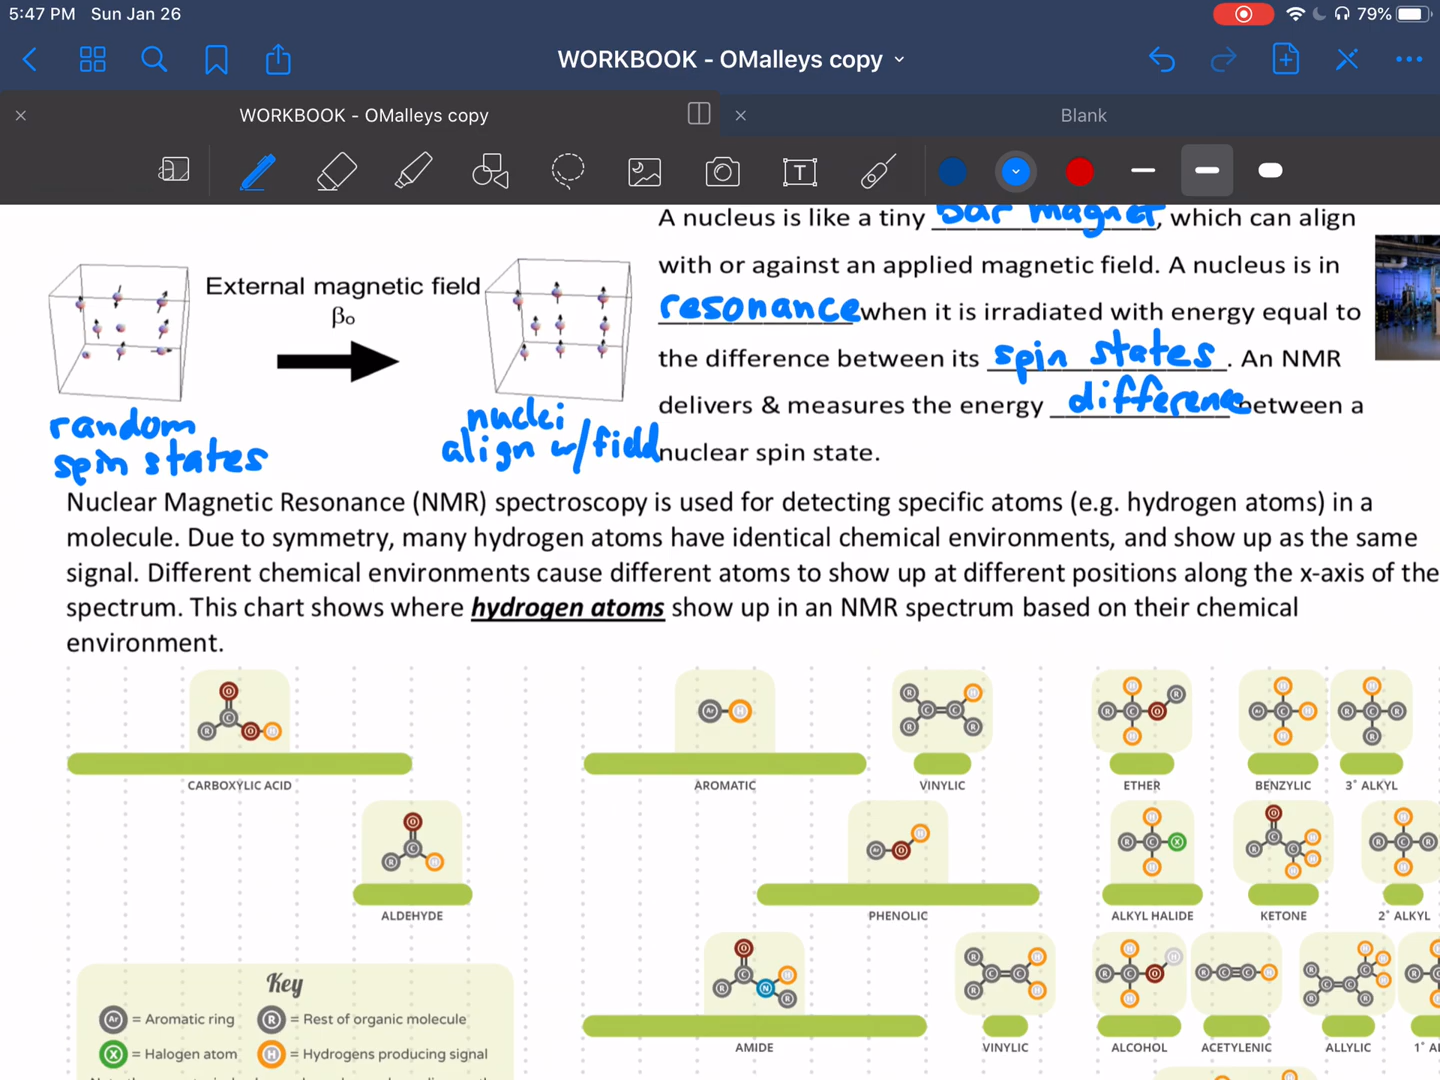 5:47 PM Sun Jan 26
79%
WORKBOOK - OMalleys copy
WORKBOOK - OMalleys copy
Blank
T
A nucleus is like a tiny bar magnet, which can align
with or against an applied magnetic field. A nucleus is in
resonance when it is irradiated with energy equal to
the difference between its spin states. An NMR
delivers & measures the energy difference between a
nuclear spin state.
External magnetic field
βo
random
spin states
nuclei
align w/field
Nuclear Magnetic Resonance (NMR) spectroscopy is used for detecting specific atoms (e.g. hydrogen atoms) in a
molecule. Due to symmetry, many hydrogen atoms have identical chemical environments, and show up as the same
signal. Different chemical environments cause different atoms to show up at different positions along the x-axis of the
spectrum. This chart shows where hydrogen atoms show up in an NMR spectrum based on their chemical
environment.
R C O O H
Ar H
R R C C H R
R C H H O R
Ar C H H H
R C H R R
CARBOXYLIC ACID
AROMATIC
VINYLIC
ETHER
BENZYLIC
3° ALKYL
R C O H
Ar O H
R C H H X
R C O C H H H
R C H H R
ALDEHYDE
PHENOLIC
ALKYL HALIDE
KETONE
2° ALKYL
R C O N H R
R R C C H H
R C H H O H
R C C H
R R C C R C H H H
R C H
AMIDE
VINYLIC
ALCOHOL
ACETYLENIC
ALLYLIC
1° AL
Key
Ar = Aromatic ring
R = Rest of organic molecule
X = Halogen atom
H = Hydrogens producing signal